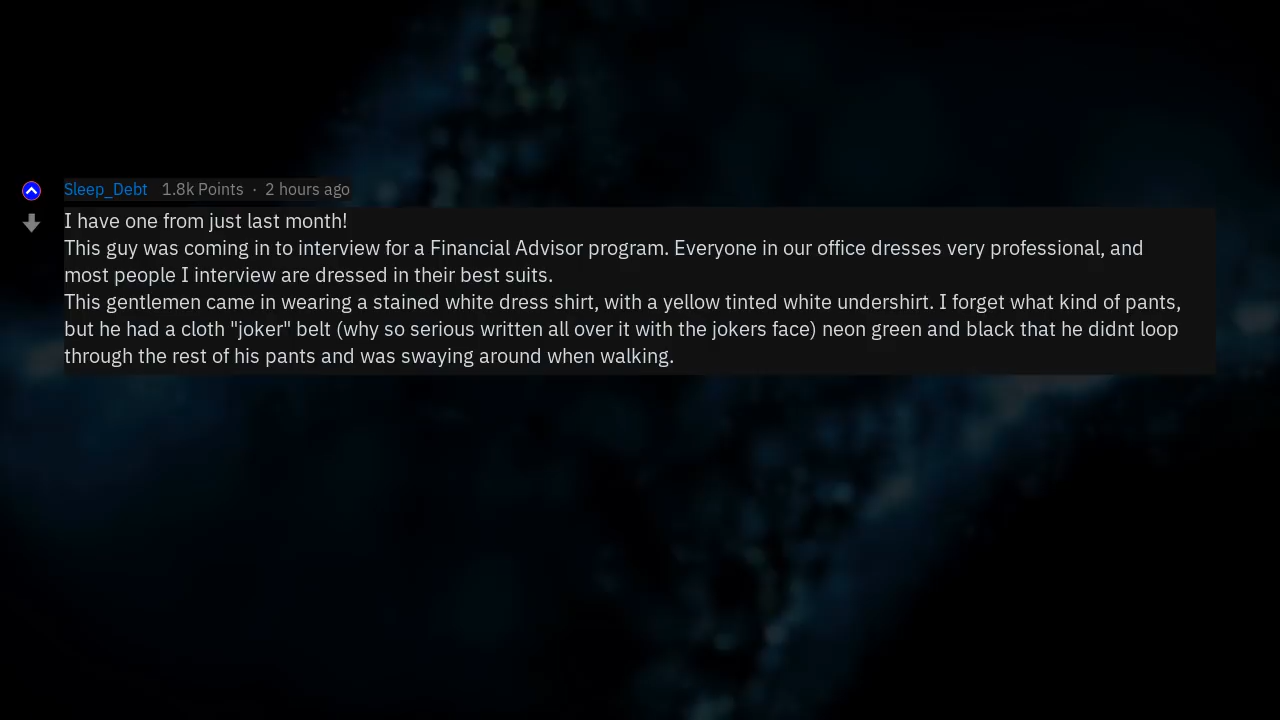 Sleep_Debt 1.8k Points · 2 hours ago
I have one from just last month!
This guy was coming in to interview for a Financial Advisor program. Everyone in our office dresses very professional, and
most people I interview are dressed in their best suits.
This gentlemen came in wearing a stained white dress shirt, with a yellow tinted white undershirt. I forget what kind of pants,
but he had a cloth "joker" belt (why so serious written all over it with the jokers face) neon green and black that he didnt loop
through the rest of his pants and was swaying around when walking.